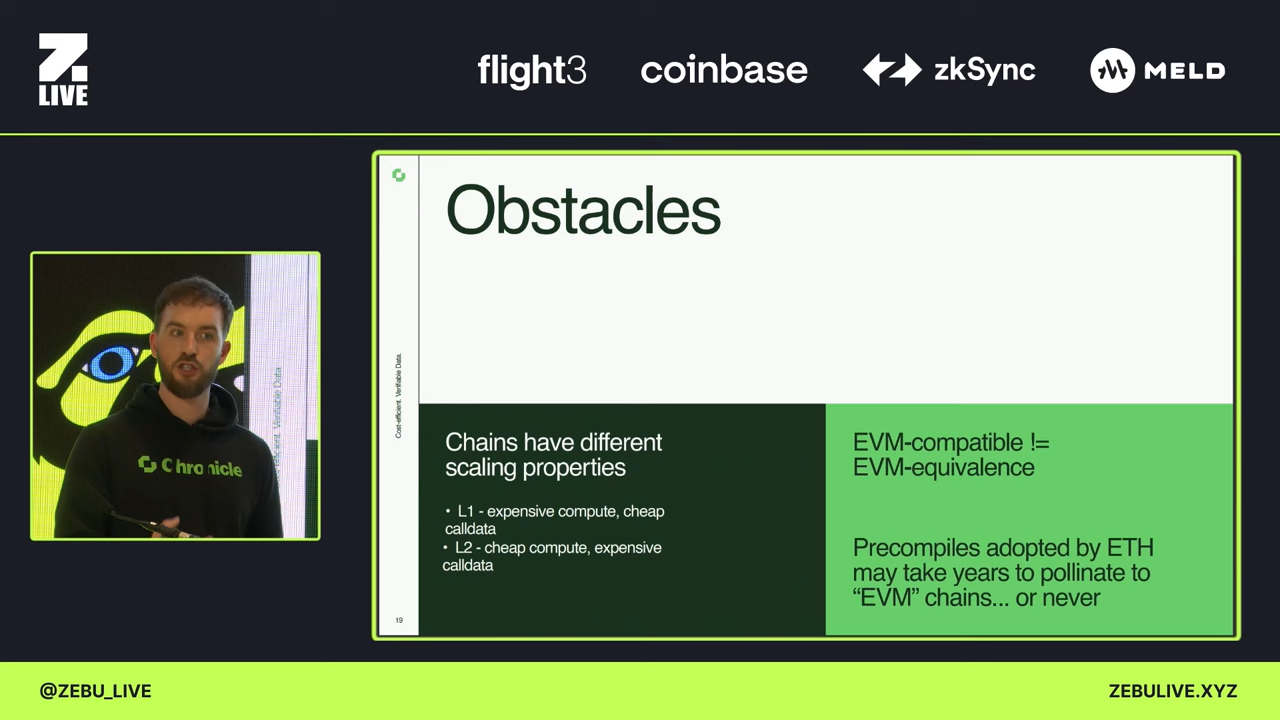 Z.
LIVE
flight3
coinbase
zkSync
MELD
Obstacles
Cost-efficient. Verifiable Data.
19
Chains have different
scaling properties
• L1 - expensive compute, cheap
calldata
• L2 - cheap compute, expensive
calldata
EVM-compatible !=
EVM-equivalence
Precompiles adopted by ETH
may take years to pollinate to
“EVM” chains... or never
Chronicle
Verifiable Data.
@ZEBU_LIVE
ZEBULIVE.XYZ